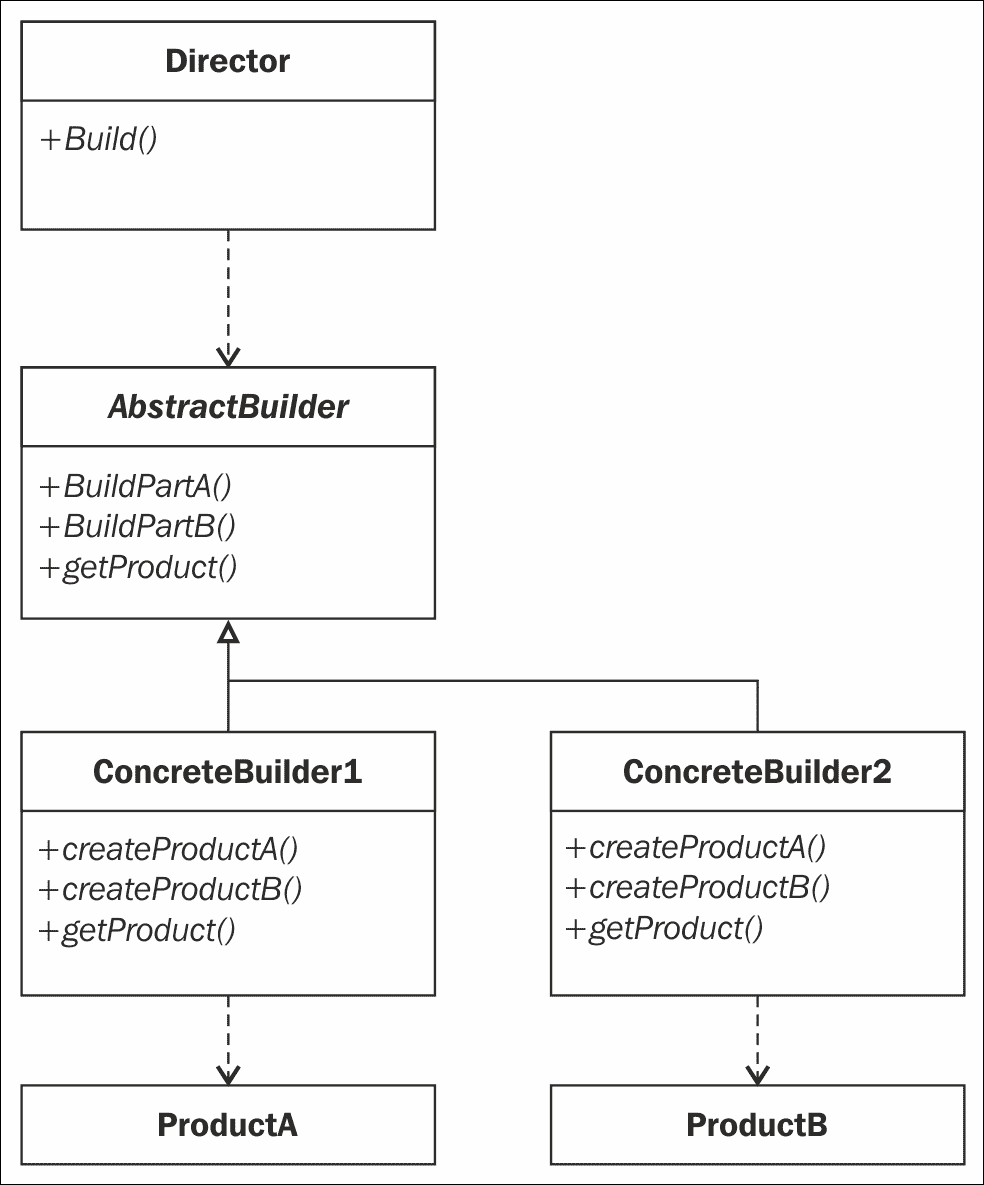 Director
+Build()
AbstractBuilder
+BuildPartA()
+BuildPartB()
+getProduct()
ConcreteBuilder1
+createProductA()
+createProductB()
+getProduct()
ConcreteBuilder2
+createProductA()
+createProductB()
+getProduct()
ProductA
ProductB